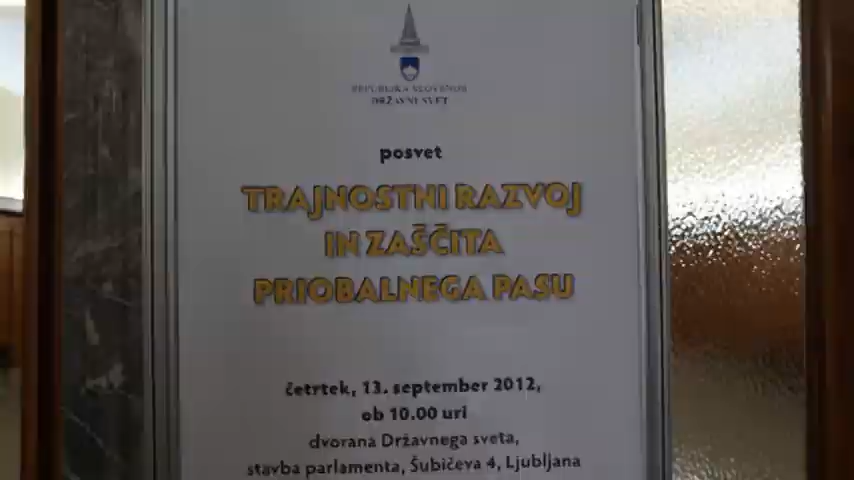 REPUBLIKA SLOVENIJA
DRŽAVNI SVET
posvet
TRAJNOSTNI RAZVOJ
IN ZAŠČITA
PRIOBALNEGA PASU
četrtek, 13. september 2012,
ob 10.00 uri
dvorana Državnega sveta,
stavba parlamenta, Šubičeva 4, Ljubljana